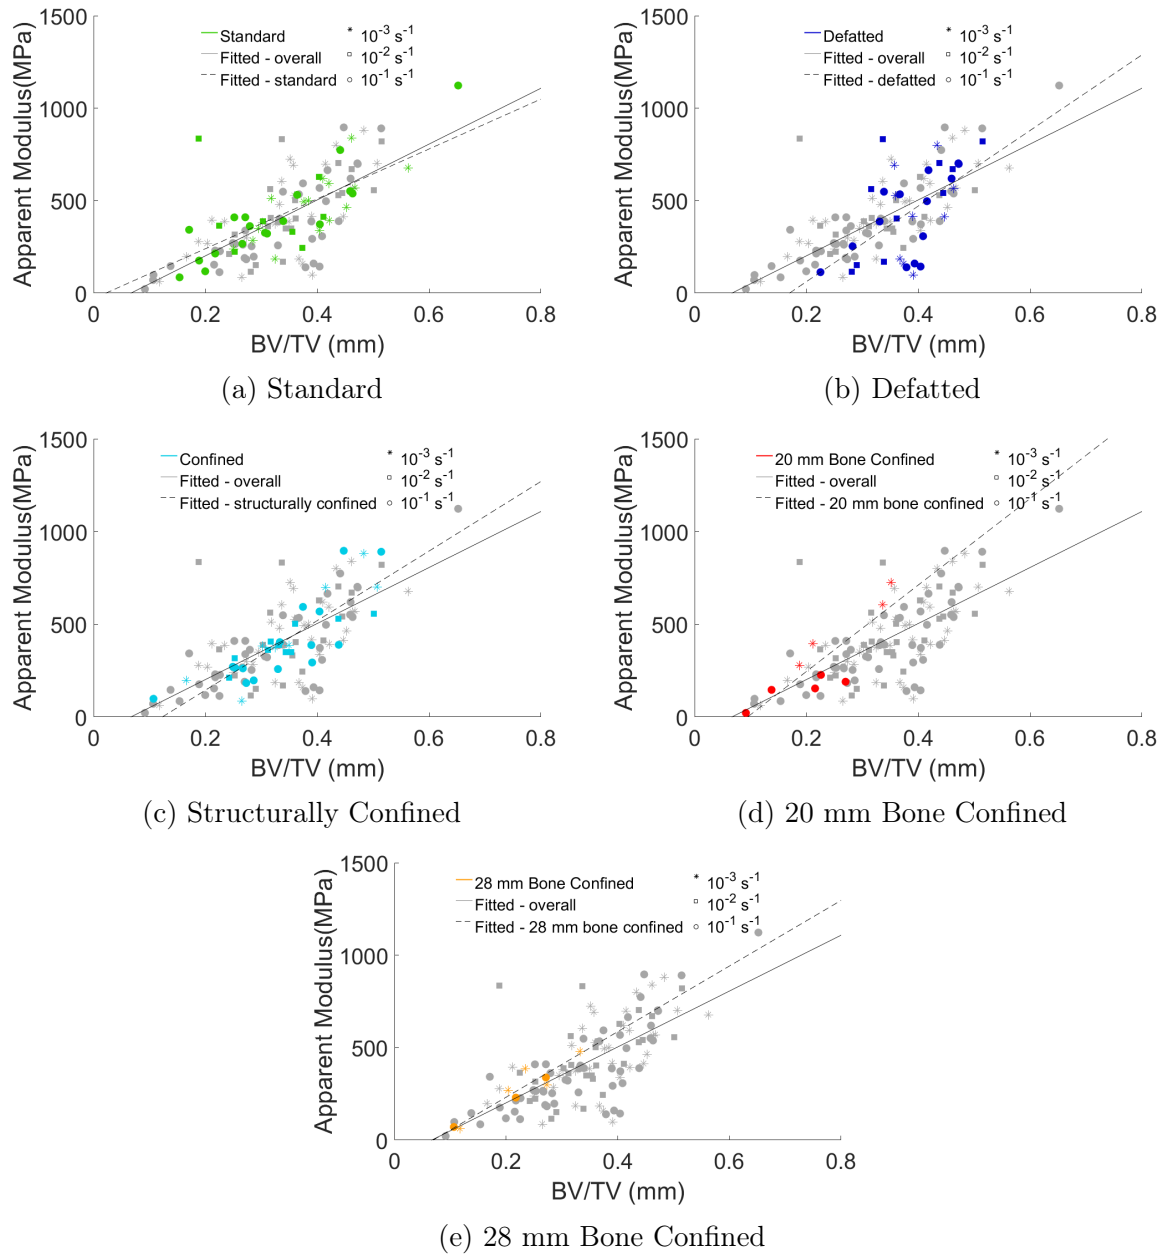 1500
1000
500
0
Apparent Modulus(MPa)
Standard
Fitted - overall
Fitted - standard
10-3 s-1
10-2 s-1
10-1 s-1
0 0.2 0.4 0.6 0.8
BV/TV (mm)
(a) Standard
1500
1000
500
0
Apparent Modulus(MPa)
Defatted
Fitted - overall
Fitted - defatted
10-3 s-1
10-2 s-1
10-1 s-1
0 0.2 0.4 0.6 0.8
BV/TV (mm)
(b) Defatted
1500
1000
500
0
Apparent Modulus(MPa)
Confined
Fitted - overall
Fitted - structurally confined
10-3 s-1
10-2 s-1
10-1 s-1
0 0.2 0.4 0.6 0.8
BV/TV (mm)
(c) Structurally Confined
1500
1000
500
0
Apparent Modulus(MPa)
20 mm Bone Confined
Fitted - overall
Fitted - 20 mm bone confined
10-3 s-1
10-2 s-1
10-1 s-1
0 0.2 0.4 0.6 0.8
BV/TV (mm)
(d) 20 mm Bone Confined
1500
1000
500
0
Apparent Modulus(MPa)
28 mm Bone Confined
Fitted - overall
Fitted - 28 mm bone confined
10-3 s-1
10-2 s-1
10-1 s-1
0 0.2 0.4 0.6 0.8
BV/TV (mm)
(e) 28 mm Bone Confined